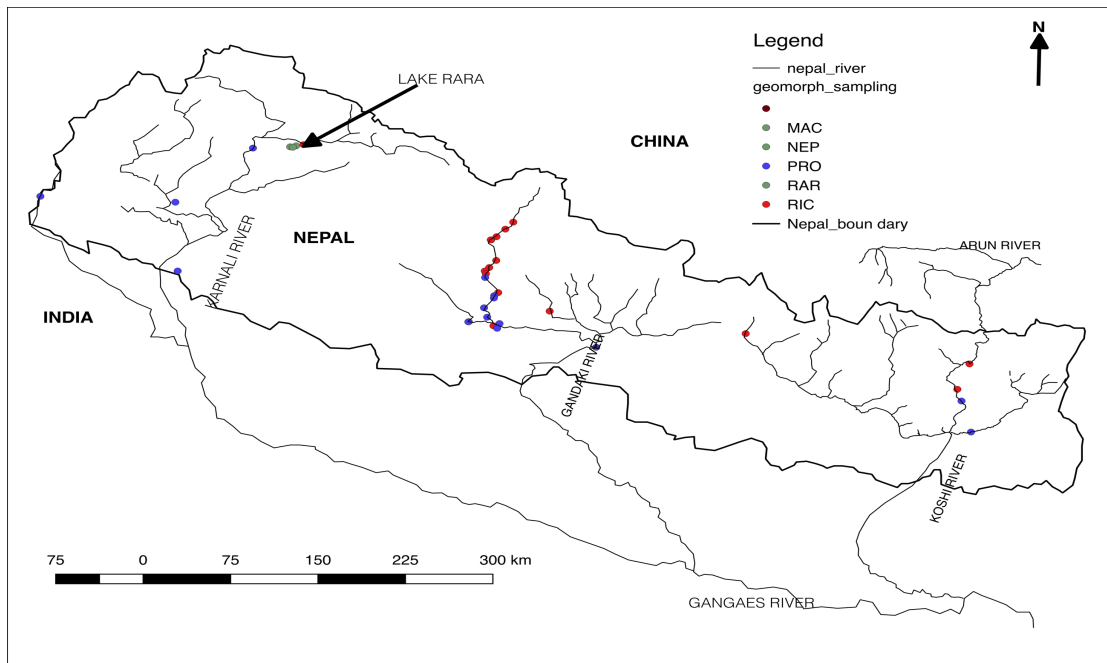 N
Legend
nepal_river
geomorph_sampling
MAC
NEP
PRO
RAR
RIC
Nepal_boun dary
LAKE RARA
CHINA
NEPAL
KARNALI RIVER
ARUN RIVER
INDIA
GANDAKI RIVER
KOSHI RIVER
75 0 75 150 225 300 km
GANGAES RIVER